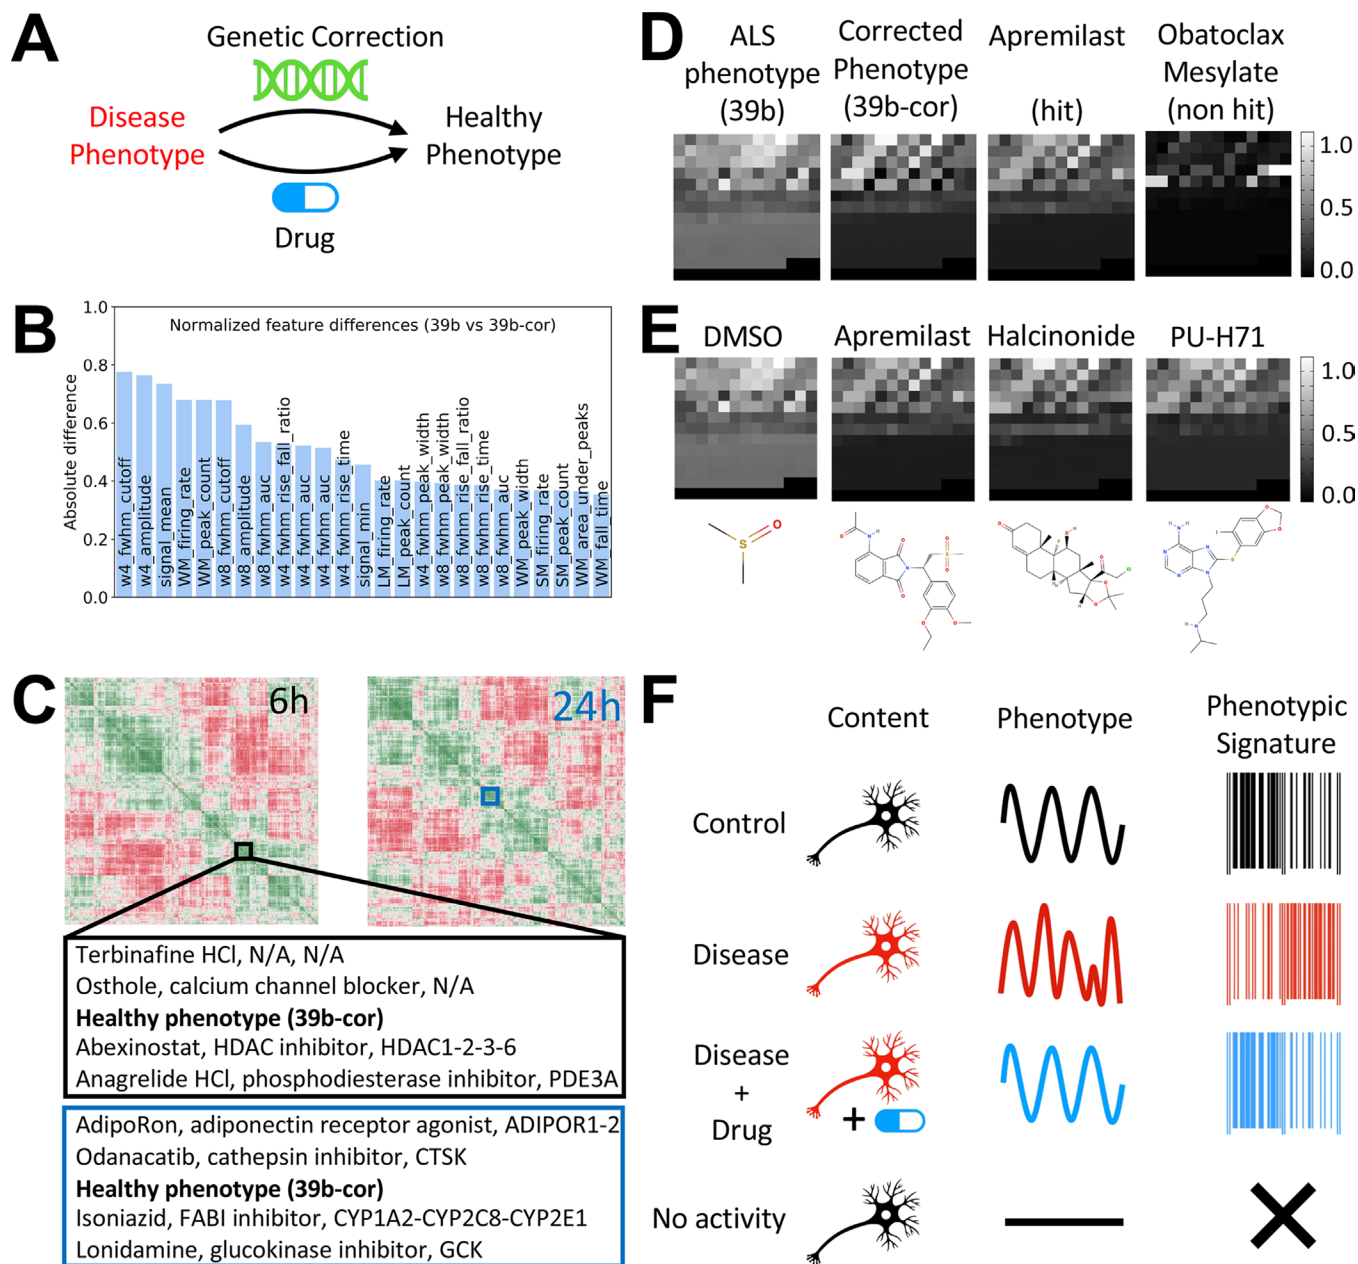 A
Genetic Correction
Disease
Phenotype
Healthy
Phenotype
Drug
B
Normalized feature differences (39b vs 39b-cor)
Absolute difference
1.0
0.8
0.6
0.4
0.2
0.0
w4_fwhm_cutoff
w4_amplitude
signal_mean
WM_firing_rate
WM_peak_count
w8_fwhm_cutoff
w8_amplitude
w8_fwhm_auc
w4_fwhm_rise_fall_ratio
w4_fwhm_auc
w4_fwhm_auc
w4_fwhm_rise_time
signal_min
LM_firing_rate
LM_peak_count
w4_fwhm_peak_width
w8_fwhm_peak_width
w8_fwhm_rise_fall_ratio
w8_fwhm_rise_time
w8_fwhm_auc
WM_peak_width
SM_firing_rate
SM_peak_count
WM_area_under_peaks
WM_fall_time
C
6h
24h
Terbinafine HCl, N/A, N/A
Osthole, calcium channel blocker, N/A
Healthy phenotype (39b-cor)
Abexinostat, HDAC inhibitor, HDAC1-2-3-6
Anagrelide HCl, phosphodiesterase inhibitor, PDE3A
AdipoRon, adiponectin receptor agonist, ADIPOR1-2
Odanacatib, cathepsin inhibitor, CTSK
Healthy phenotype (39b-cor)
Isoniazid, FABI inhibitor, CYP1A2-CYP2C8-CYP2E1
Lonidamine, glucokinase inhibitor, GCK
D
ALS
phenotype
(39b)
Corrected
Phenotype
(39b-cor)
Apremilast
(hit)
Obatoclax
Mesylate
(non hit)
1.0
0.5
0.0
E
DMSO
Apremilast
Halcinonide
PU-H71
1.0
0.5
0.0
F
Content
Phenotype
Phenotypic
Signature
Control
Disease
Disease
+
Drug
+
No activity